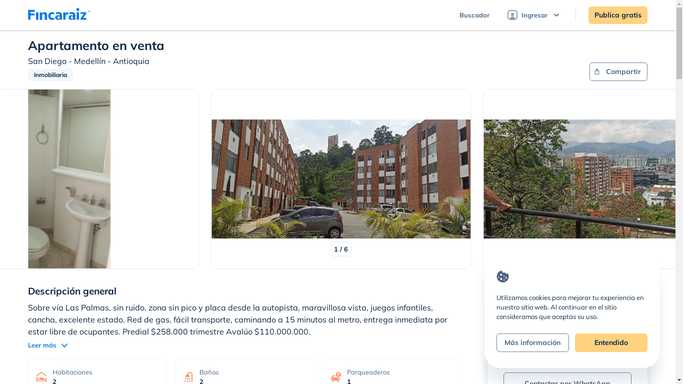 Fincaraiz
Buscador
Ingresar
Publica gratis
Apartamento en venta
San Diego - Medellín - Antioquia
Inmobiliaria
Compartir
1 / 6
Descripción general
Sobre vía Las Palmas, sin ruido, zona sin pico y placa desde la autopista, maravillosa vista, juegos infantiles,
cancha, excelente estado. Red de gas, fácil transporte, caminando a 15 minutos al metro, entrega inmediata por
estar libre de ocupantes. Predial $258.000 trimestre Avalúo $110.000.000.
Leer más
Habitaciones
2
Baños
2
Parqueaderos
1
Utilizamos cookies para mejorar tu experiencia en
nuestro sitio web. Al continuar en el sitio
consideramos que aceptas su uso.
Más información
Entendido
Contactar por WhatsApp